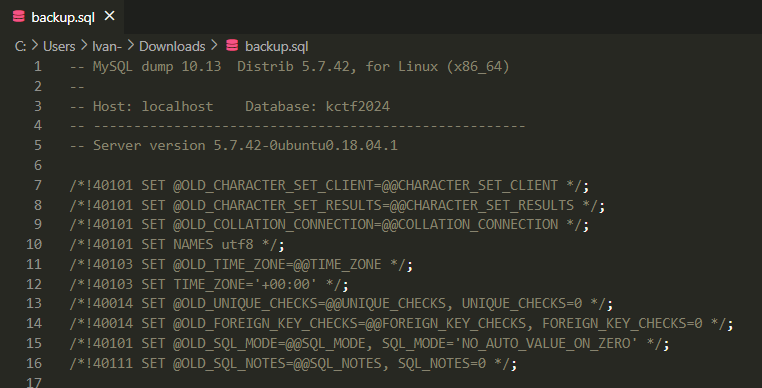 backup.sql ×
C: > Users > Ivan- > Downloads > backup.sql
1 -- MySQL dump 10.13  Distrib 5.7.42, for Linux (x86_64)
2 --
3 -- Host: localhost    Database: kctf2024
4 -- ------------------------------------------------------
5 -- Server version 5.7.42-0ubuntu0.18.04.1
6
7 /*!40101 SET @OLD_CHARACTER_SET_CLIENT=@@CHARACTER_SET_CLIENT */;
8 /*!40101 SET @OLD_CHARACTER_SET_RESULTS=@@CHARACTER_SET_RESULTS */;
9 /*!40101 SET @OLD_COLLATION_CONNECTION=@@COLLATION_CONNECTION */;
10 /*!40101 SET NAMES utf8 */;
11 /*!40103 SET @OLD_TIME_ZONE=@@TIME_ZONE */;
12 /*!40103 SET TIME_ZONE='+00:00' */;
13 /*!40014 SET @OLD_UNIQUE_CHECKS=@@UNIQUE_CHECKS, UNIQUE_CHECKS=0 */;
14 /*!40014 SET @OLD_FOREIGN_KEY_CHECKS=@@FOREIGN_KEY_CHECKS, FOREIGN_KEY_CHECKS=0 */;
15 /*!40101 SET @OLD_SQL_MODE=@@SQL_MODE, SQL_MODE='NO_AUTO_VALUE_ON_ZERO' */;
16 /*!40111 SET @OLD_SQL_NOTES=@@SQL_NOTES, SQL_NOTES=0 */;
17